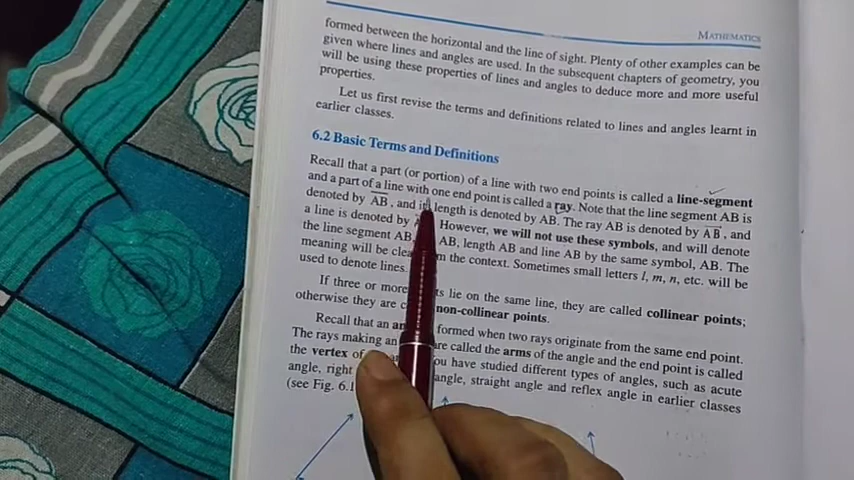 MATHEMATICS
formed between the horizontal and the line of sight. Plenty of other examples can be
given where lines and angles are used. In the subsequent chapters of geometry, you
will be using these properties of lines and angles to deduce more and more useful
properties.
Let us first revise the terms and definitions related to lines and angles learnt in
earlier classes.
6.2 Basic Terms and Definitions
Recall that a part (or portion) of a line with two end points is called a line-segment
and a part of a line with one end point is called a ray. Note that the line segment AB is
denoted by AB, and its length is denoted by AB. The ray AB is denoted by AB, and
a line is denoted by However, we will not use these symbols, and will denote
the line segment AB, AB, length AB and line AB by the same symbol, AB. The
meaning will be from the context. Sometimes small letters l, m, n, etc. will be
used to denote lines.
If three or more lie on the same line, they are called collinear points;
otherwise they are called non-collinear points.
Recall that an formed when two rays originate from the same end point.
The rays making an are called the arms of the angle and the end point is called
the vertex of you have studied different types of angles, such as acute
angle, right angle, straight angle and reflex angle in earlier classes
(see Fig. 6.1